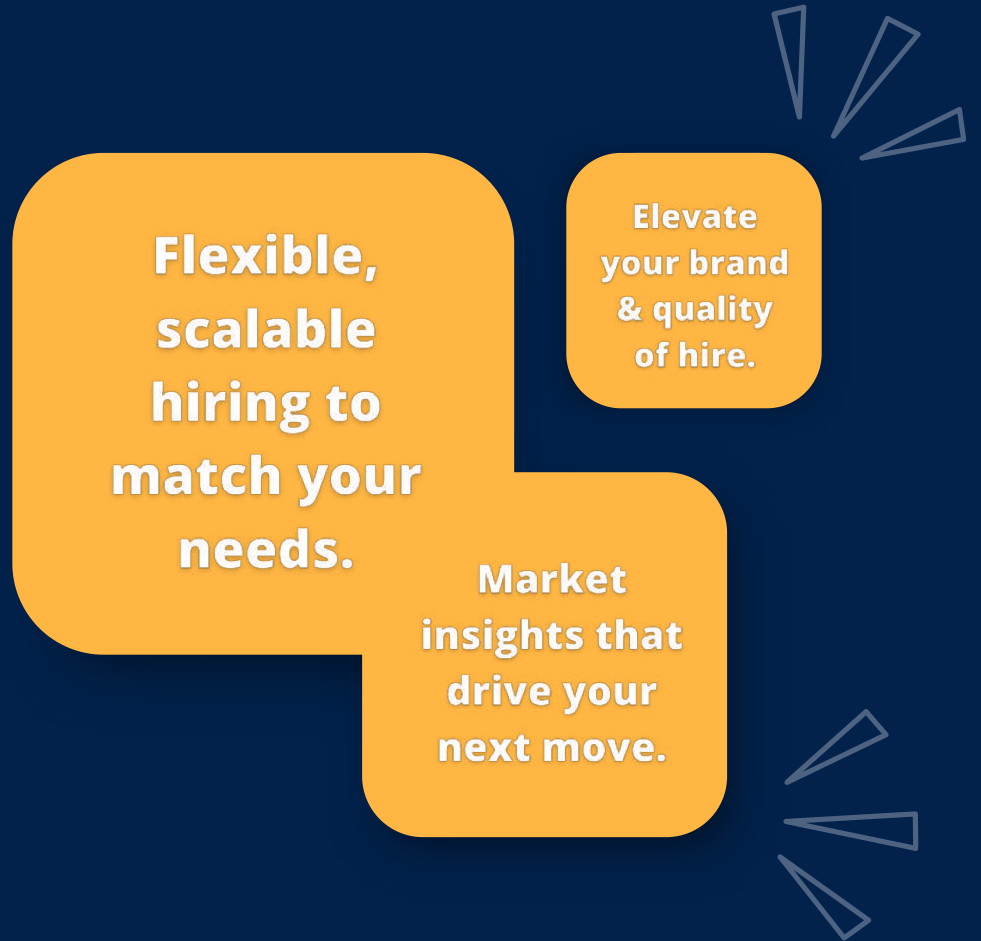 Flexible,
scalable
hiring to
match your
needs.
Elevate
your brand
& quality
of hire.
Market
insights that
drive your
next move.